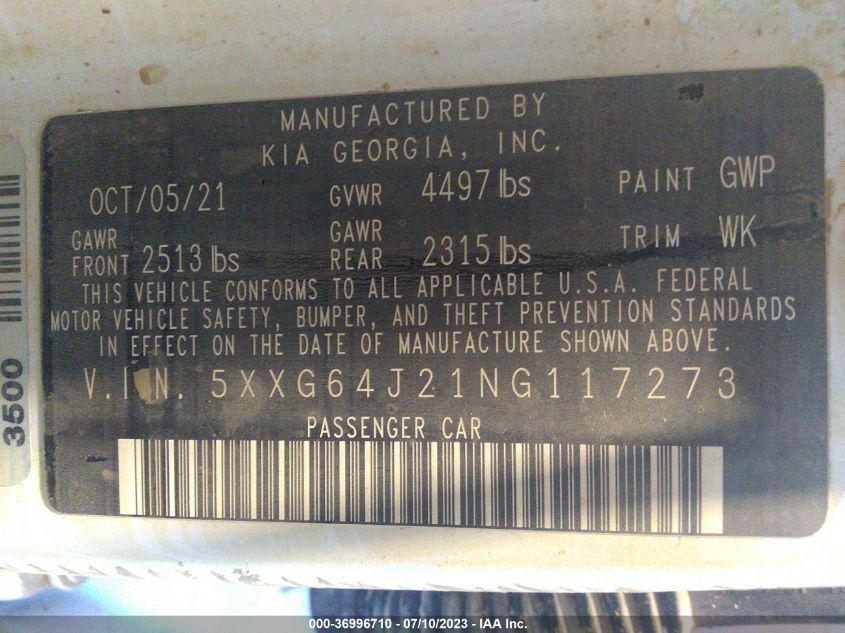 MANUFACTURED BY
KIA GEORGIA, INC.
OCT/05/21 GVWR 4497 lbs PAINT GWP
GAWR FRONT 2513 lbs GAWR REAR 2315 lbs TRIM WK
THIS VEHICLE CONFORMS TO ALL APPLICABLE U.S.A. FEDERAL
MOTOR VEHICLE SAFETY, BUMPER, AND THEFT PREVENTION STANDARDS
IN EFFECT ON THE DATE OF MANUFACTURE SHOWN ABOVE.
V.I.N. 5XXG64J21NG117273
PASSENGER CAR
3500
000-36996710 - 07/10/2023 - IAA Inc.